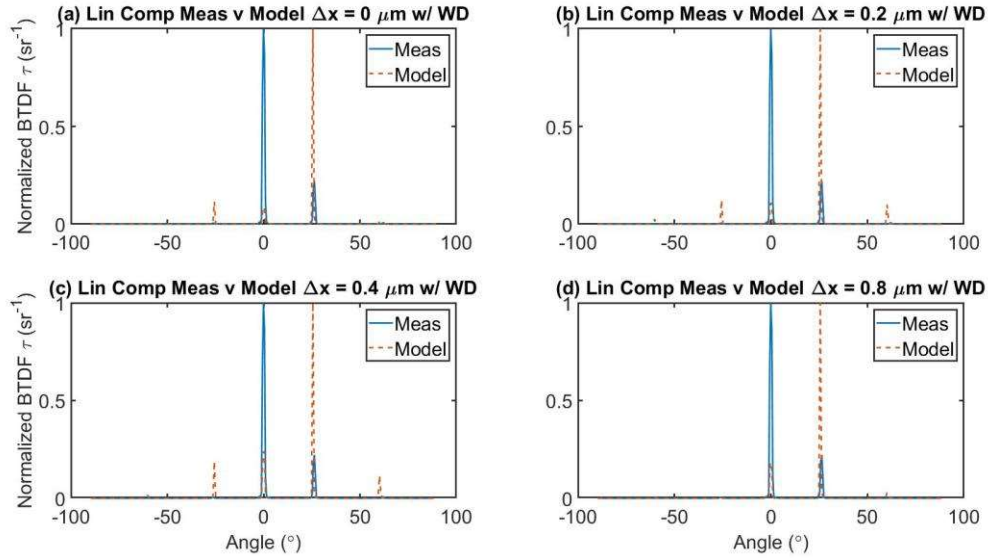 (a) Lin Comp Meas v Model Δx = 0 μm w/ WD
Normalized BTDF τ (sr-1)
1
0.5
0
Meas
Model
-100 -50 0 50 100
(b) Lin Comp Meas v Model Δx = 0.2 μm w/ WD
1
0.5
0
Meas
Model
-100 -50 0 50 100
(c) Lin Comp Meas v Model Δx = 0.4 μm w/ WD
Normalized BTDF τ (sr-1)
1
0.5
0
Meas
Model
-100 -50 0 50 100
Angle (°)
(d) Lin Comp Meas v Model Δx = 0.8 μm w/ WD
1
0.5
0
Meas
Model
-100 -50 0 50 100
Angle (°)